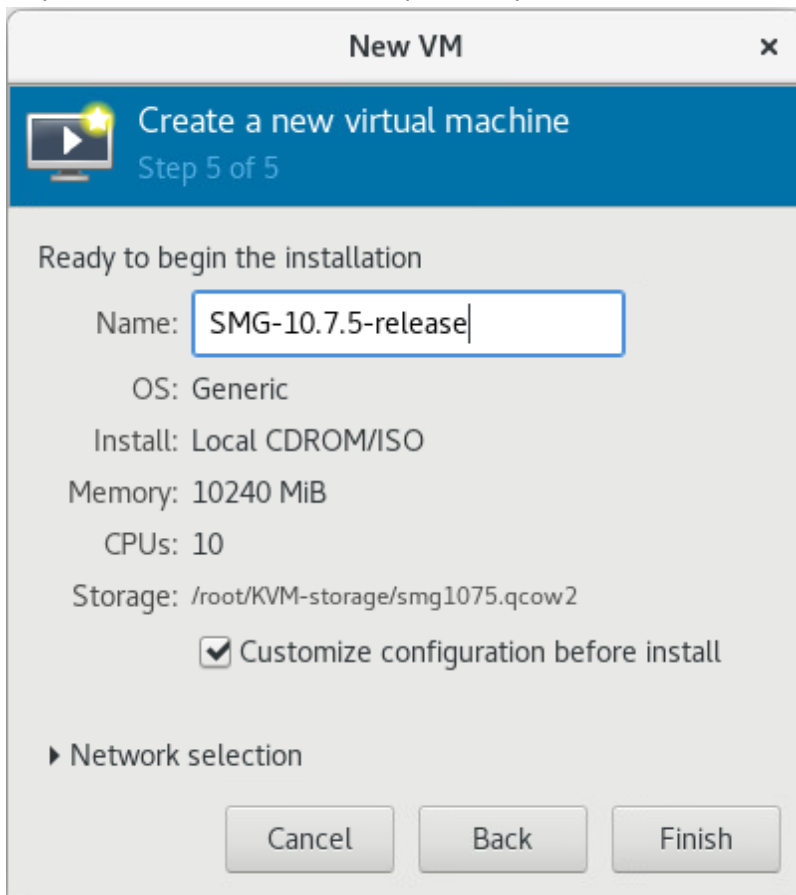 New VM
Create a new virtual machine
Step 5 of 5
Ready to begin the installation
Name: SMG-10.7.5-release
OS: Generic
Install: Local CDROM/ISO
Memory: 10240 MiB
CPUs: 10
Storage: /root/KVM-storage/smg1075.qcow2
Customize configuration before install
Network selection
Cancel Back Finish